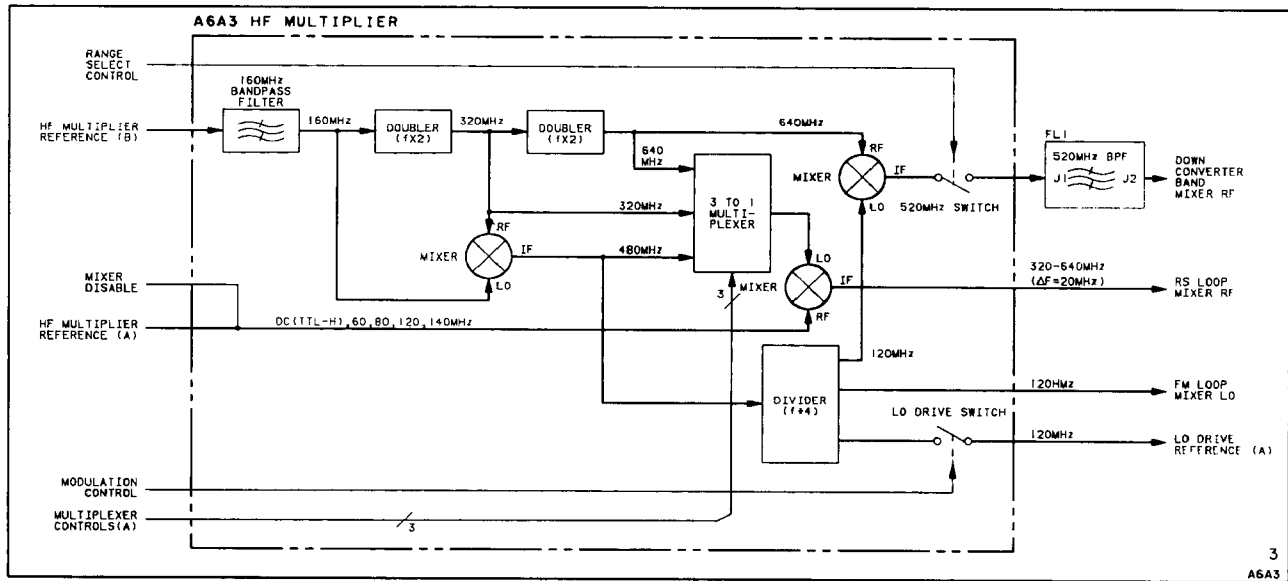 A6A3 HF MULTIPLIER
RANGE
SELECT
CONTROL
160MHz
BANDPASS
FILTER
HF MULTIPLIER
REFERENCE (B)
160MHz
DOUBLER
(fX2)
320MHz
DOUBLER
(fX2)
640MHz
640
MHz
RF
MIXER
IF
LO
520MHz SWITCH
FL1
520MHz BPF
J1
J2
DOWN
CONVERTER
BAND
MIXER RF
320MHz
3 TO 1
MULTI-
PLEXER
RF
MIXER
IF
LO
480MHz
3
MIXER
LO
IF
RF
320-640MHz
(ΔF=20MHz)
RS LOOP
MIXER RF
MIXER
DISABLE
HF MULTIPLIER
REFERENCE (A)
DC(TTL-H),60,80,120,140MHz
120MHz
DIVIDER
(f÷4)
120HMz
FM LOOP
MIXER LO
LO DRIVE SWITCH
120MHz
LO DRIVE
REFERENCE (A)
MODULATION
CONTROL
MULTIPLEXER
CONTROLS(A)
3
3
A6A3